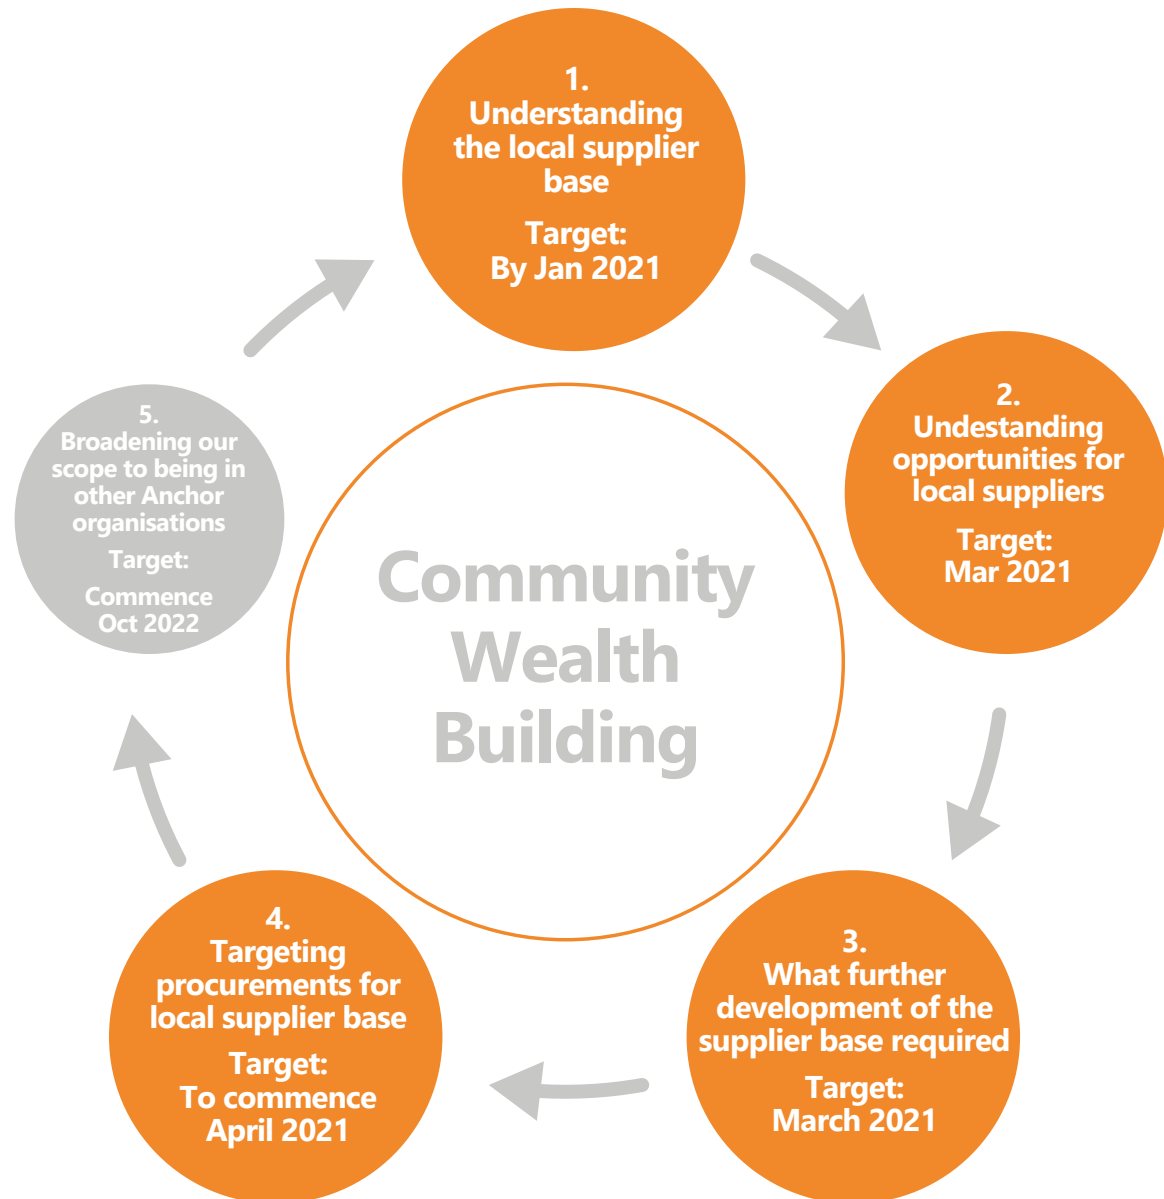 1.
Understanding
the local supplier
base
Target:
By Jan 2021
2.
Undestanding
opportunities for
local suppliers
Target:
Mar 2021
3.
What further
development of the
supplier base required
Target:
March 2021
4.
Targeting
procurements for
local supplier base
Target:
To commence
April 2021
5.
Broadening our
scope to being in
other Anchor
organisations
Target:
Commence
Oct 2022
Community
Wealth
Building